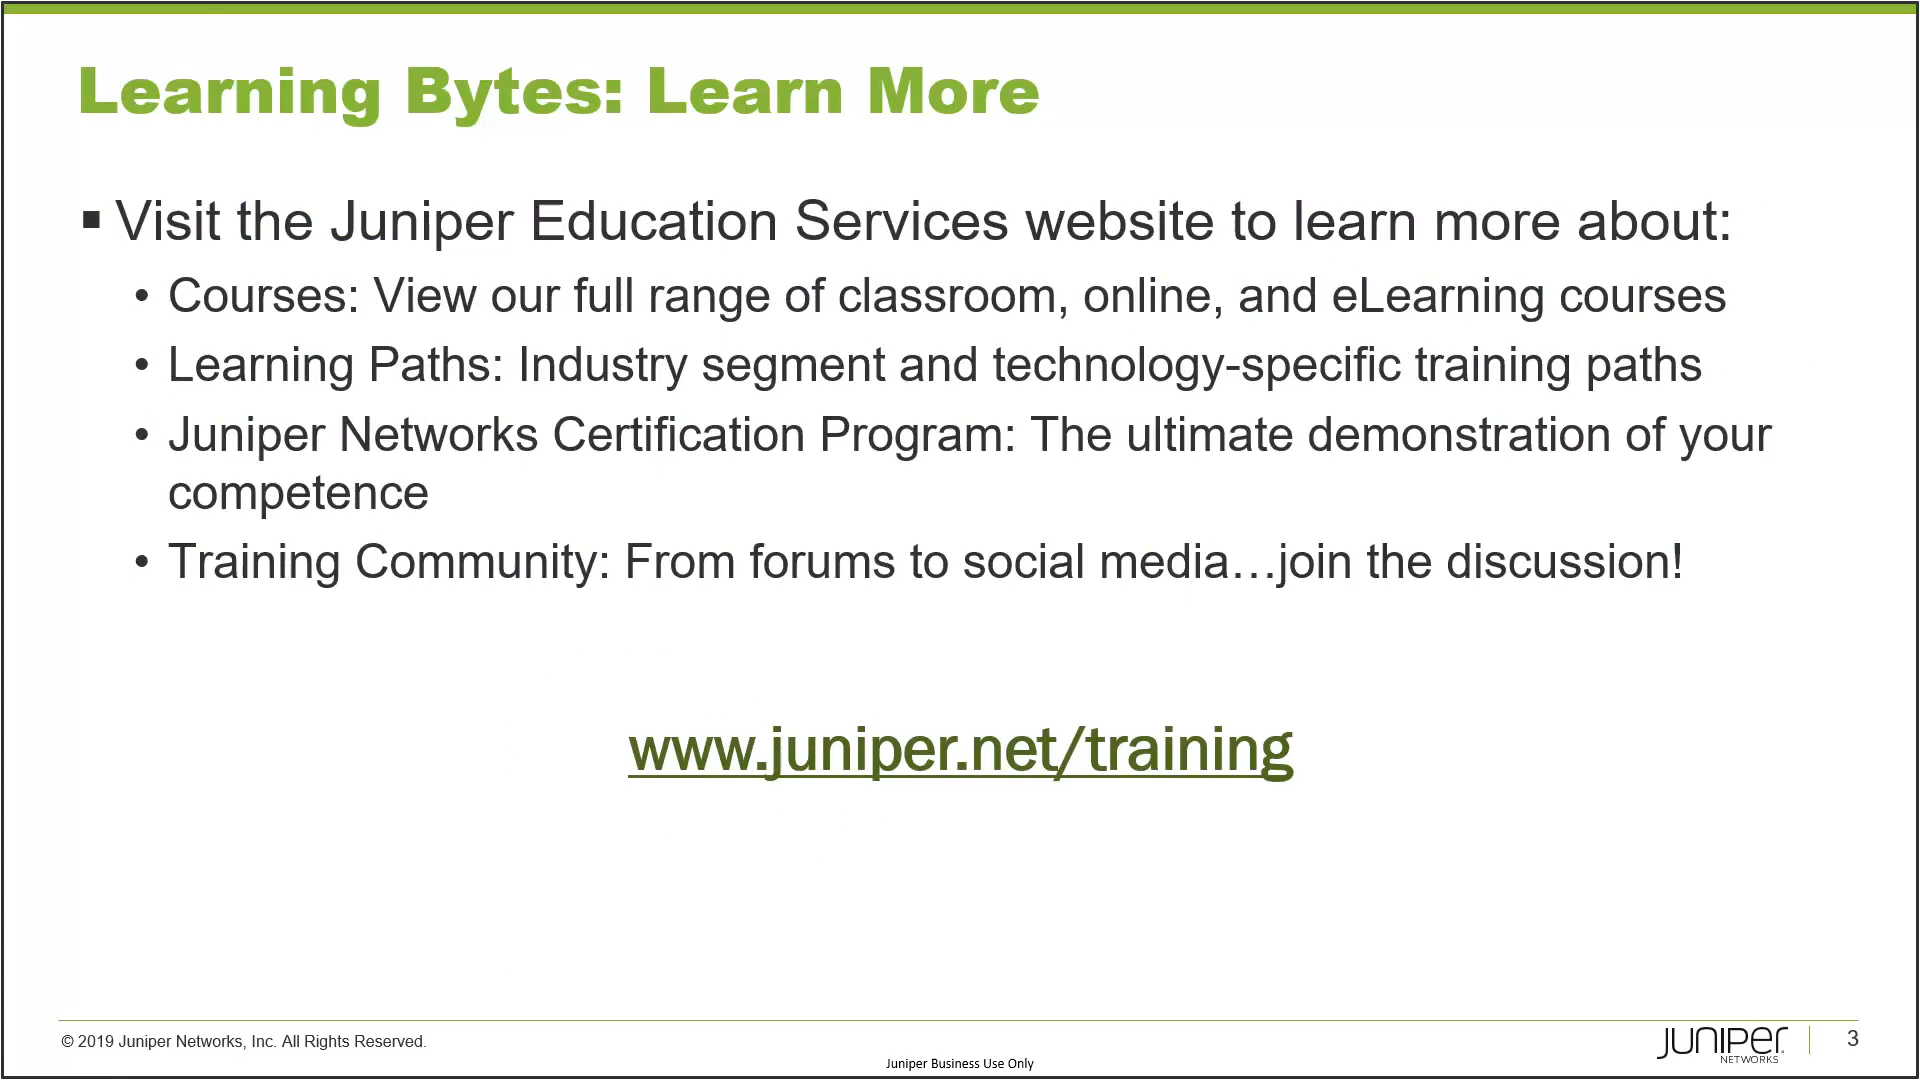 Learning Bytes: Learn More
▪ Visit the Juniper Education Services website to learn more about:
• Courses: View our full range of classroom, online, and eLearning courses
• Learning Paths: Industry segment and technology-specific training paths
• Juniper Networks Certification Program: The ultimate demonstration of your
competence
• Training Community: From forums to social media…join the discussion!
www.juniper.net/training
© 2019 Juniper Networks, Inc. All Rights Reserved.
Juniper Business Use Only
JUNIPER
NETWORKS
3